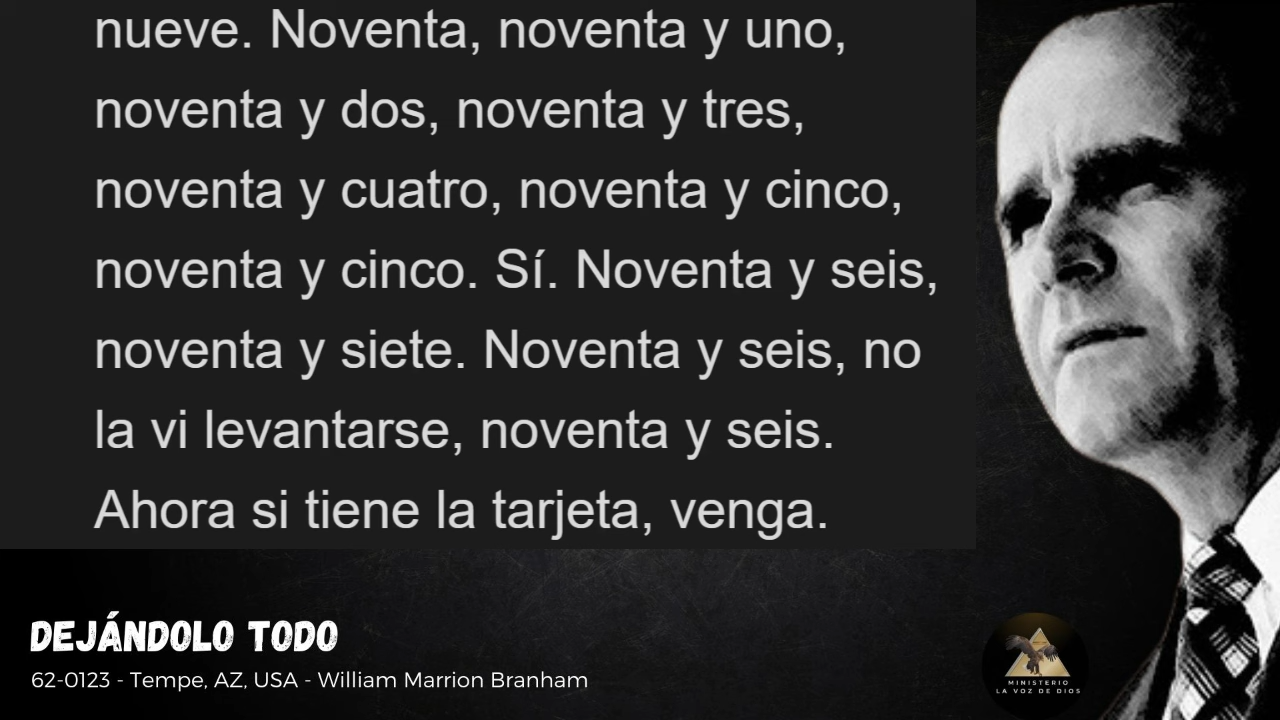 nueve. Noventa, noventa y uno,
noventa y dos, noventa y tres,
noventa y cuatro, noventa y cinco,
noventa y cinco. Sí. Noventa y seis,
noventa y siete. Noventa y seis, no
la vi levantarse, noventa y seis.
Ahora si tiene la tarjeta, venga.
DEJÁNDOLO TODO
62-0123 - Tempe, AZ, USA - William Marrion Branham
MINISTERIO
LA VOZ DE DIOS